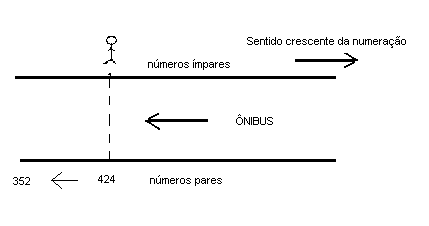 Sentido crescente da numeração
números ímpares
ÔNIBUS
352
424
números pares